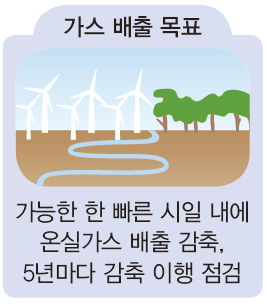 가스 배출 목표
가능한 한 빠른 시일 내에
온실가스 배출 감축,
5년마다 감축 이행 점검